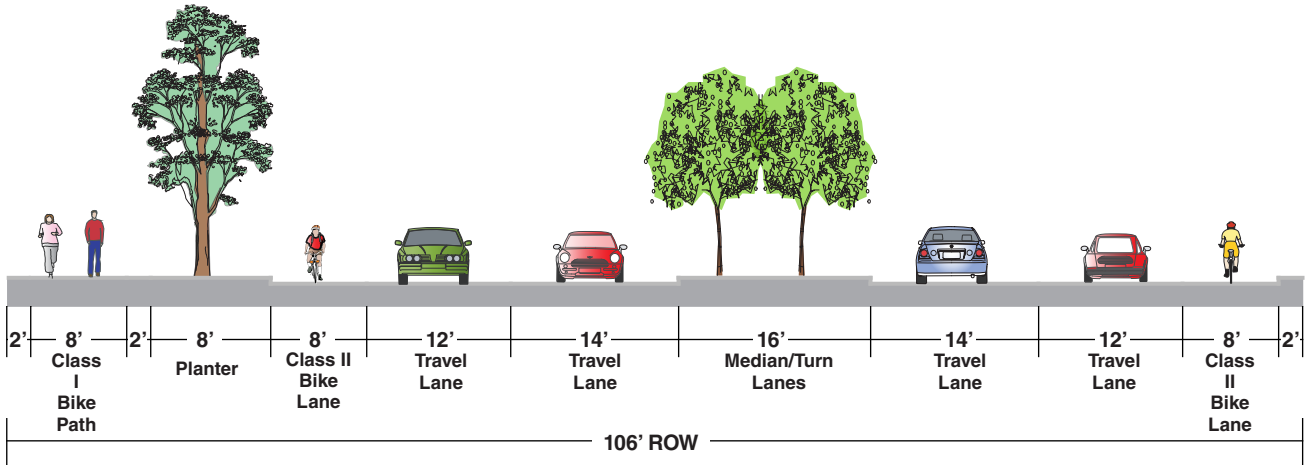 2’ 8’ 2’ 8’ 8’ 12’ 14’ 16’ 14’ 12’ 8’ 2’
Class
I
Bike
Path
Planter
Class II
Bike
Lane
Travel
Lane
Travel
Lane
Median/Turn
Lanes
Travel
Lane
Travel
Lane
Class
II
Bike
Lane
106’ ROW